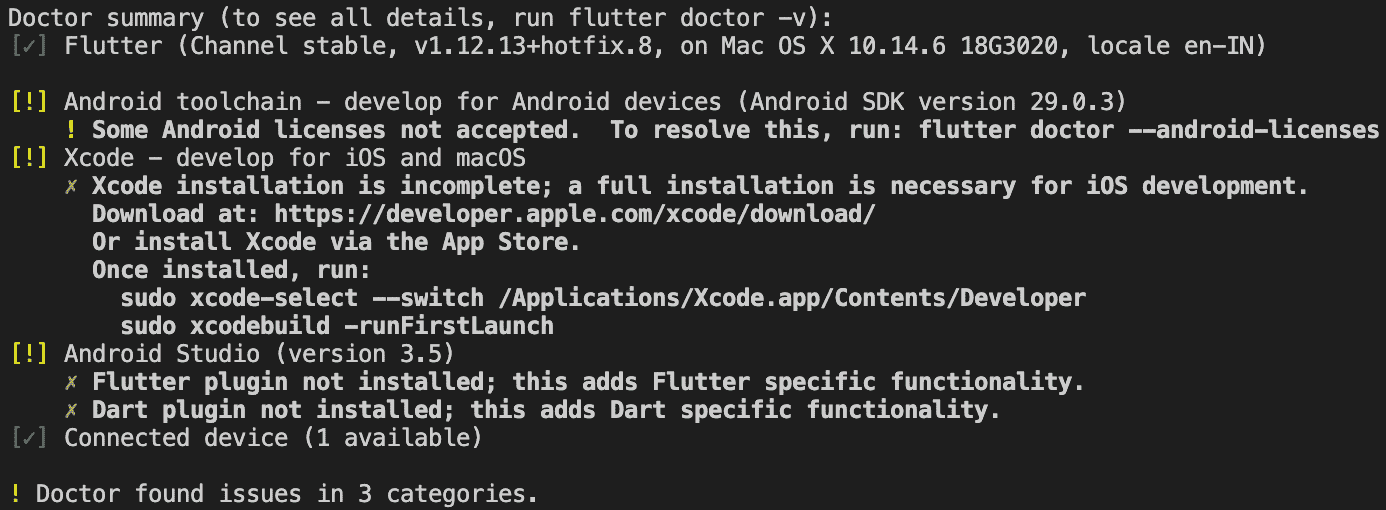 Doctor summary (to see all details, run flutter doctor -v):
[✓] Flutter (Channel stable, v1.12.13+hotfix.8, on Mac OS X 10.14.6 18G3020, locale en-IN)
[!] Android toolchain - develop for Android devices (Android SDK version 29.0.3)
! Some Android licenses not accepted.  To resolve this, run: flutter doctor --android-licenses
[!] Xcode - develop for iOS and macOS
✗ Xcode installation is incomplete; a full installation is necessary for iOS development.
Download at: https://developer.apple.com/xcode/download/
Or install Xcode via the App Store.
Once installed, run:
sudo xcode-select --switch /Applications/Xcode.app/Contents/Developer
sudo xcodebuild -runFirstLaunch
[!] Android Studio (version 3.5)
✗ Flutter plugin not installed; this adds Flutter specific functionality.
✗ Dart plugin not installed; this adds Dart specific functionality.
[✓] Connected device (1 available)
! Doctor found issues in 3 categories.